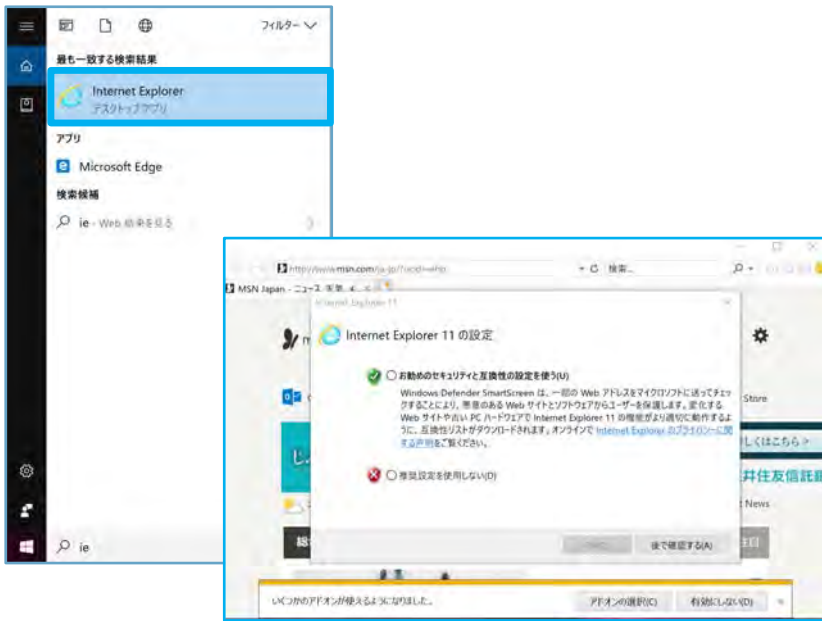 フィルター
最も一致する検索結果
Internet Explorer
デスクトップ アプリ
アプリ
Microsoft Edge
検索候補
ie - Web 結果を見る
ie
検索...
MSN Japan - ニュース, 天気, メ...
Internet Explorer 11
Internet Explorer 11 の設定
お勧めのセキュリティと互換性の設定を使う(U)
Windows Defender SmartScreen は、一部の Web アドレスをマイクロソフトに送ってチェッ
クすることにより、悪意のある Web サイトとソフトウェアからユーザーを保護します。変化する
Web サイトや古い PC ハードウェアで Internet Explorer 11 の機能がより適切に動作するよ
うに、互換性リストがダウンロードされます。オンラインで Internet Explorer のプライバシーに関
する声明をご覧ください。
推奨設定を使用しない(D)
後で確認する(A)
Store
しくはこちら >
井住友信託銀
News
いくつかのアドオンが使えるようになりました。
アドオンの選択(C)
有効にしない(D)